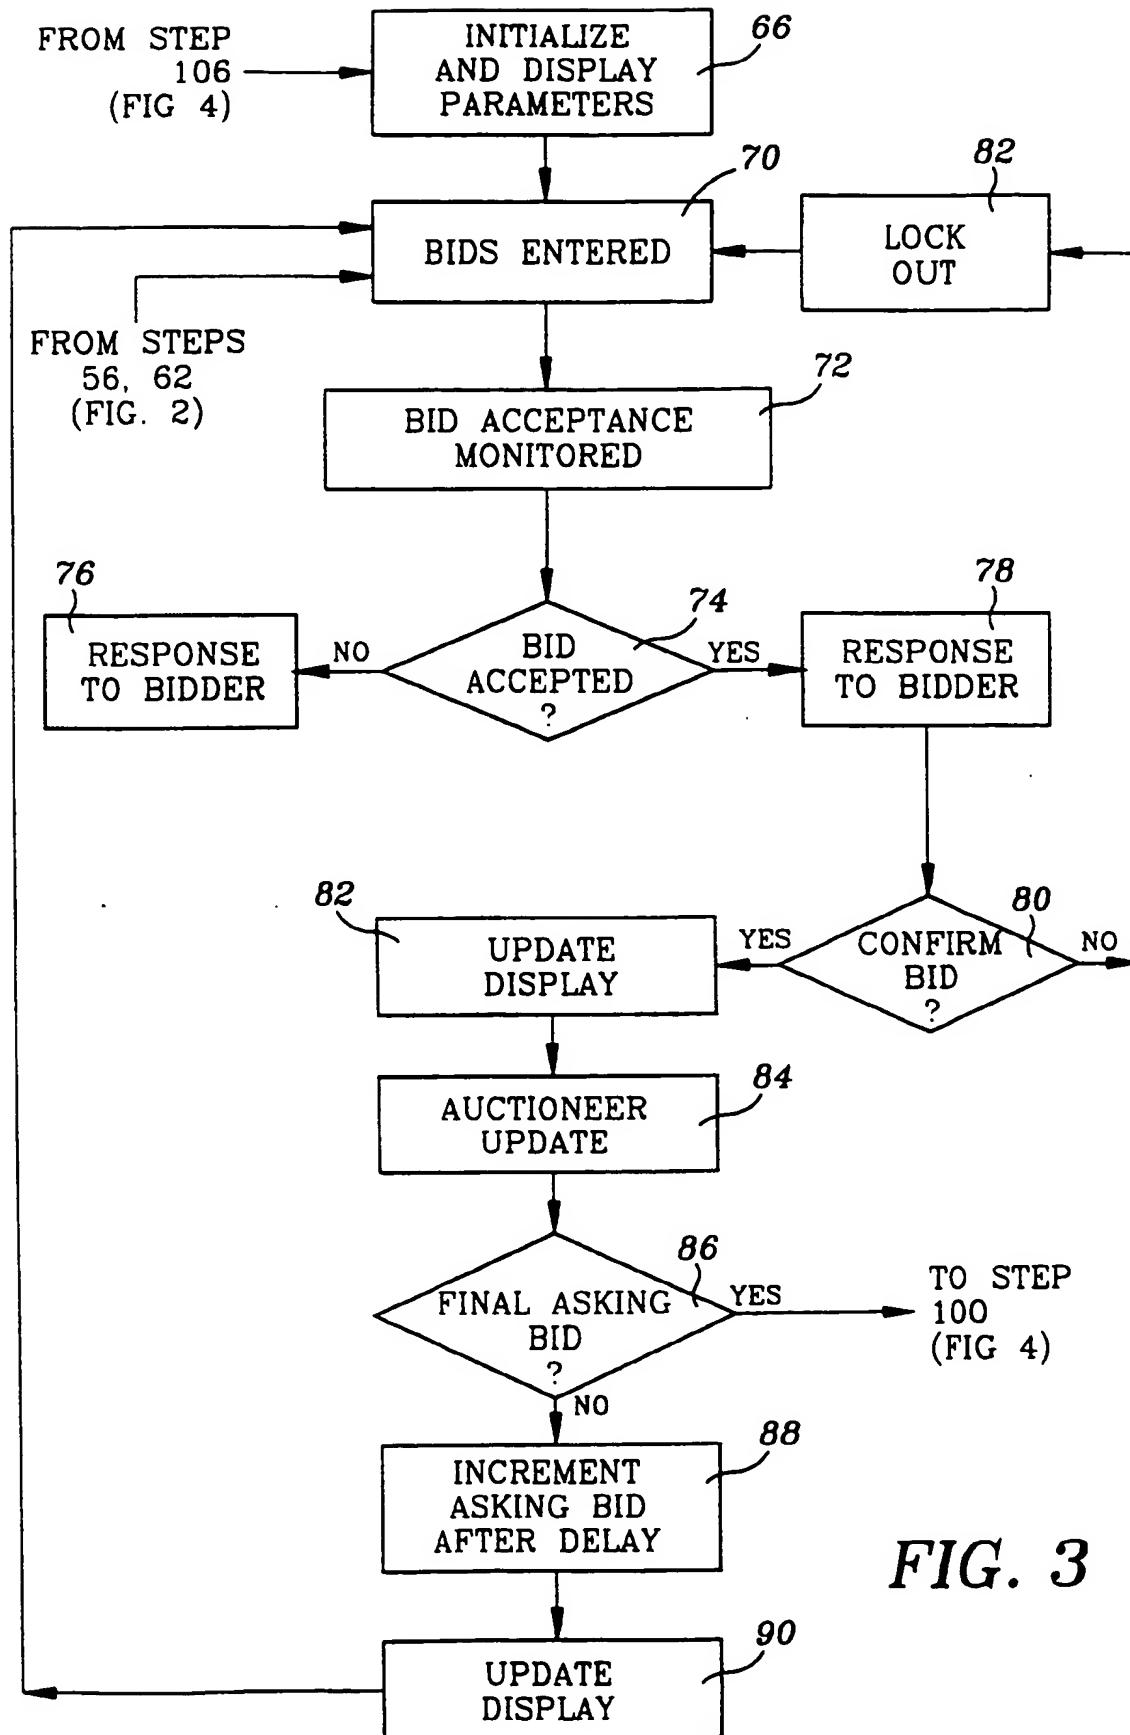 FROM STEP
106
(FIG 4)
INITIALIZE
AND DISPLAY
PARAMETERS
66
70
BIDS ENTERED
82
LOCK
OUT
FROM STEPS
56, 62
(FIG. 2)
72
BID ACCEPTANCE
MONITORED
76
RESPONSE
TO BIDDER
NO
74
BID
ACCEPTED
?
YES
78
RESPONSE
TO BIDDER
82
UPDATE
DISPLAY
YES
80
CONFIRM
BID
?
NO
84
AUCTIONEER
UPDATE
86
FINAL ASKING
BID
?
YES
TO STEP
100
(FIG 4)
NO
88
INCREMENT
ASKING BID
AFTER DELAY
FIG. 3
90
UPDATE
DISPLAY